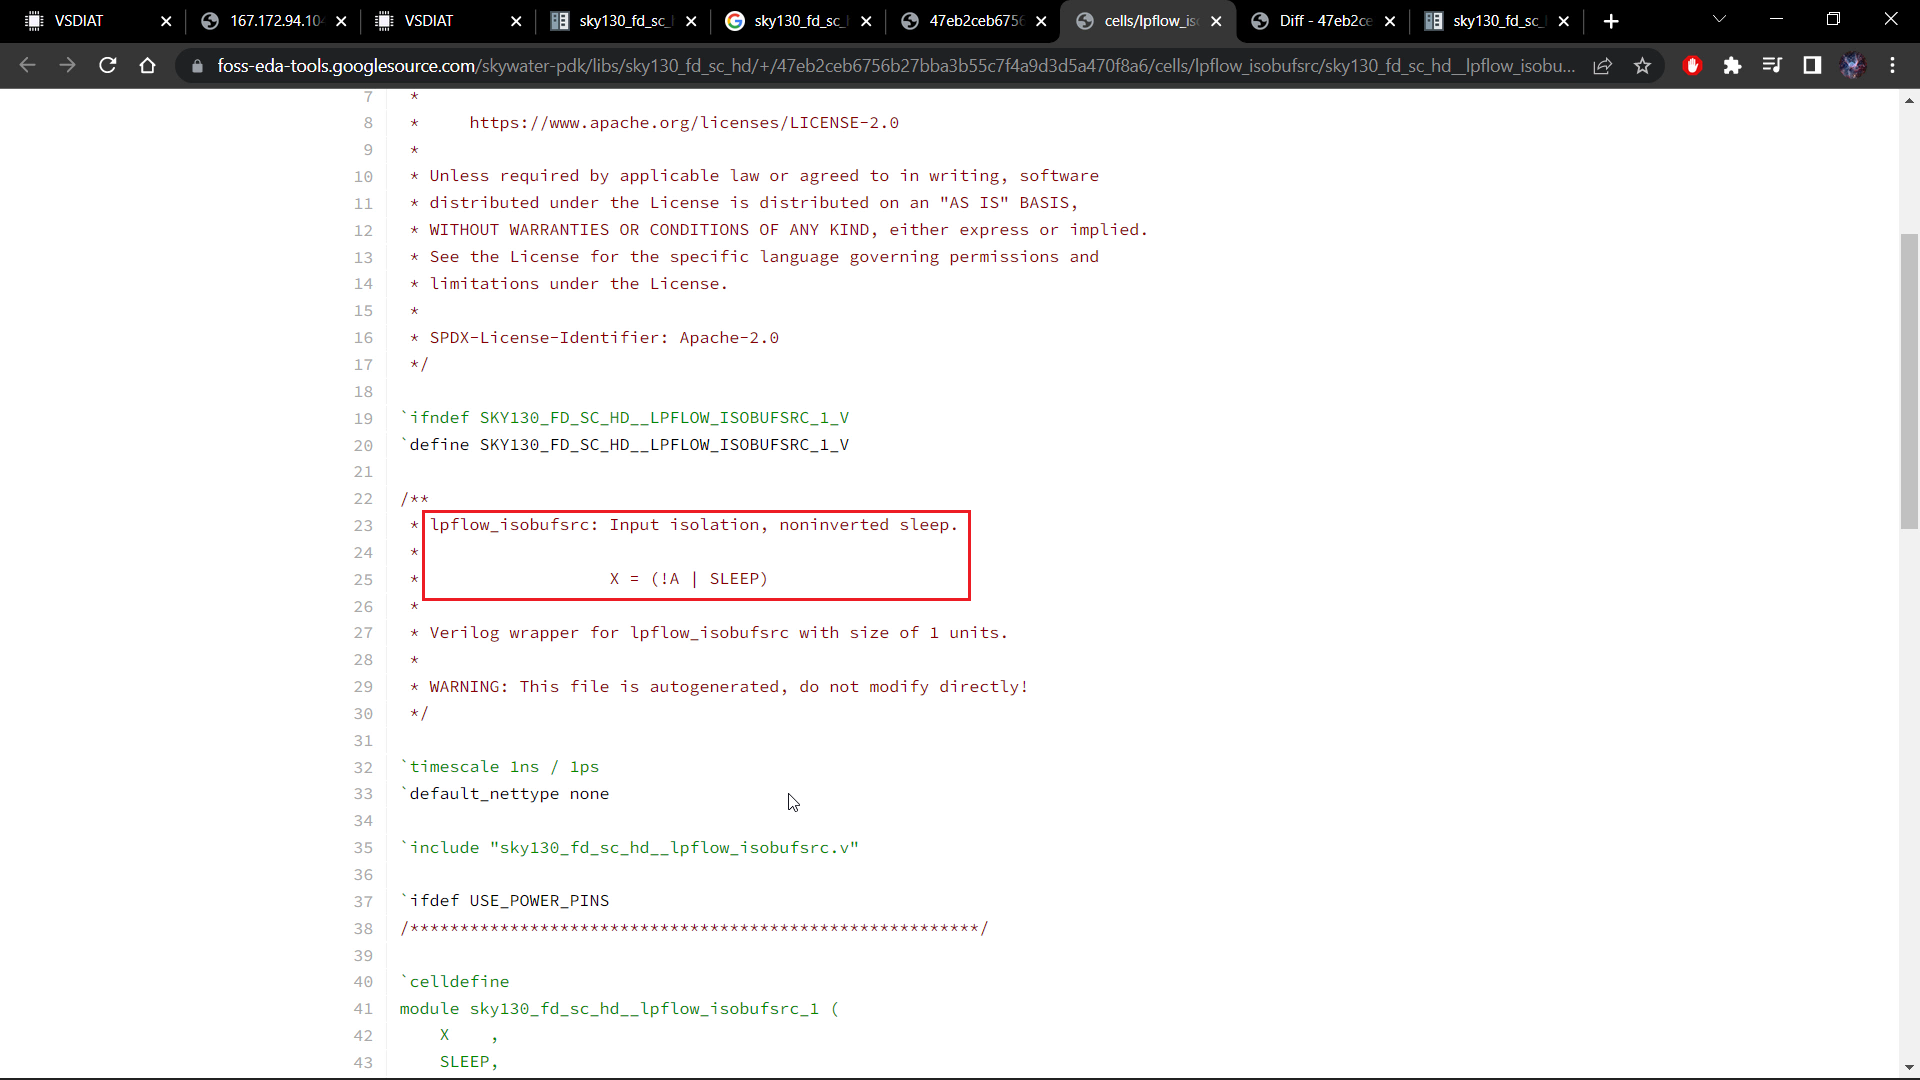 VSDIAT
167.172.94.10
VSDIAT
sky130_fd_sc_
sky130_fd_sc_
47eb2ceb6756
cells/lpflow_is
Diff - 47eb2ce
sky130_fd_sc_
foss-eda-tools.googlesource.com/skywater-pdk/libs/sky130_fd_sc_hd/+/47eb2ceb6756b27bba3b55c7f4a9d3d5a470f8a6/cells/lpflow_isobufsrc/sky130_fd_sc_hd__lpflow_isobu...
7 *
8 * https://www.apache.org/licenses/LICENSE-2.0
9 *
10 * Unless required by applicable law or agreed to in writing, software
11 * distributed under the License is distributed on an "AS IS" BASIS,
12 * WITHOUT WARRANTIES OR CONDITIONS OF ANY KIND, either express or implied.
13 * See the License for the specific language governing permissions and
14 * limitations under the License.
15 *
16 * SPDX-License-Identifier: Apache-2.0
17 */
18
19 `ifndef SKY130_FD_SC_HD__LPFLOW_ISOBUFSRC_1_V
20 `define SKY130_FD_SC_HD__LPFLOW_ISOBUFSRC_1_V
21
22 /**
23 * lpflow_isobufsrc: Input isolation, noninverted sleep.
24 *
25 * X = (!A | SLEEP)
26 *
27 * Verilog wrapper for lpflow_isobufsrc with size of 1 units.
28 *
29 * WARNING: This file is autogenerated, do not modify directly!
30 */
31
32 `timescale 1ns / 1ps
33 `default_nettype none
34
35 `include "sky130_fd_sc_hd__lpflow_isobufsrc.v"
36
37 `ifdef USE_POWER_PINS
38 /*********************************************************/
39
40 `celldefine
41 module sky130_fd_sc_hd__lpflow_isobufsrc_1 (
42 X ,
43 SLEEP,